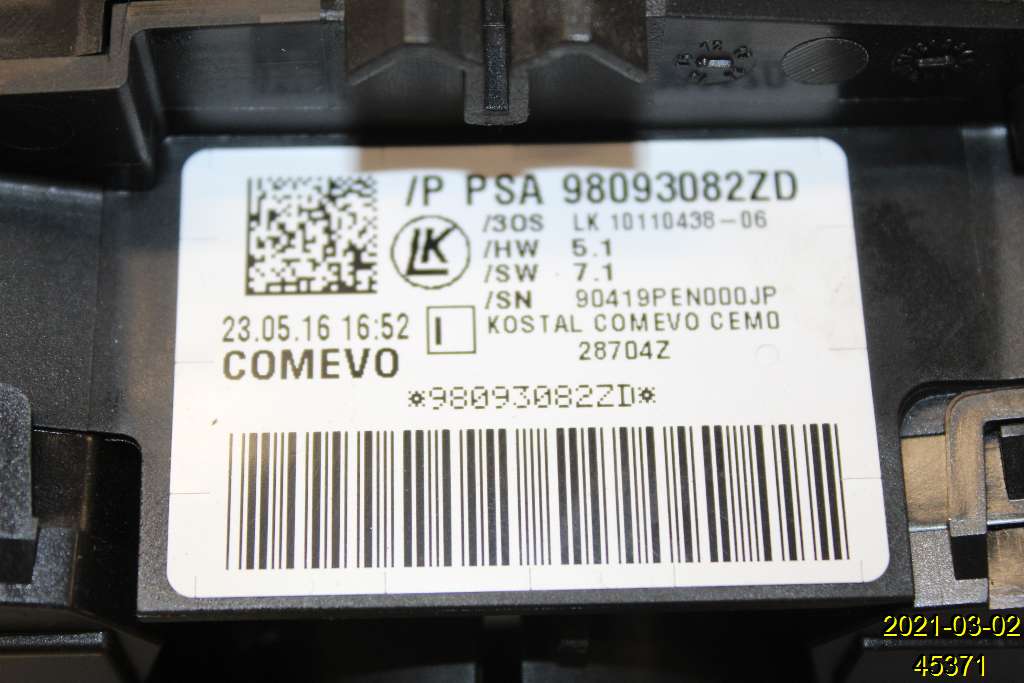 /P PSA 98093082ZD
/3OS LK 10110438-06
LK
/HW 5.1
/SW 7.1
/SN 90419PEN000JP
23.05.16 16:52
I
KOSTAL COMEVO CEMO
28704Z
COMEVO
*98093082ZD*
2021-03-02
45371